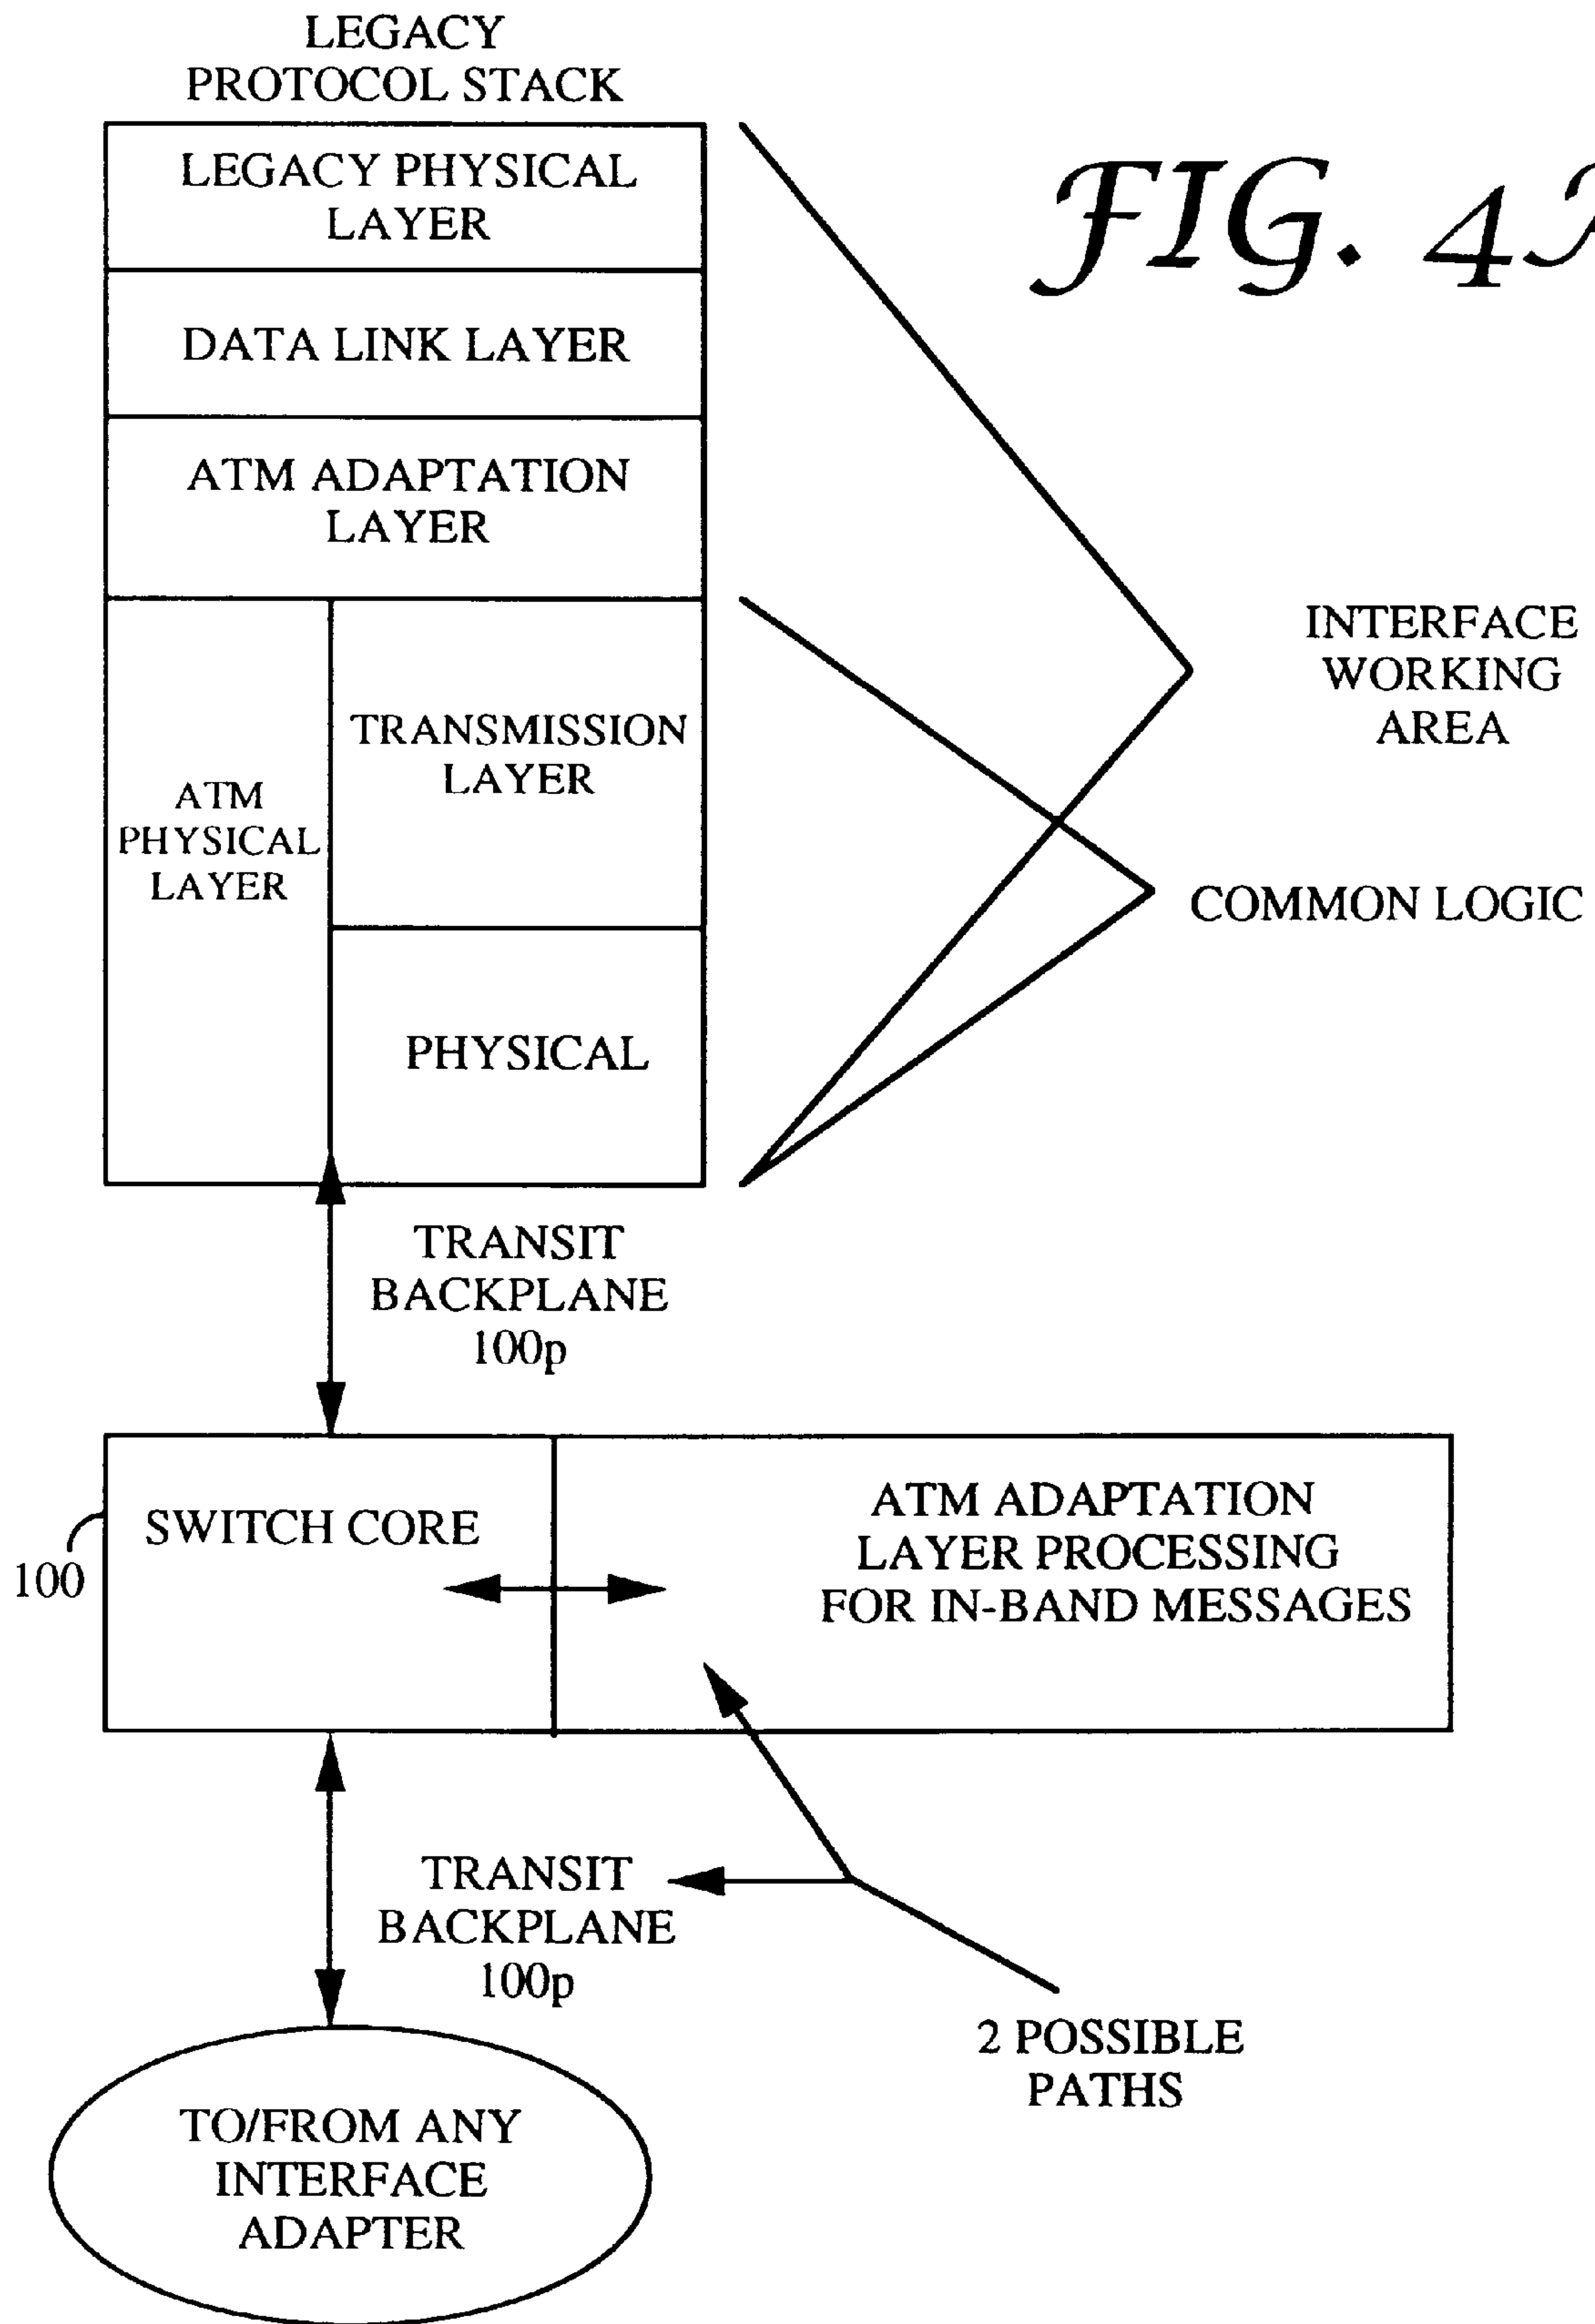 LEGACY
PROTOCOL STACK
LEGACY PHYSICAL
LAYER
DATA LINK LAYER
ATM ADAPTATION
LAYER
ATM
PHYSICAL
LAYER
TRANSMISSION
LAYER
PHYSICAL
FIG. 4
INTERFACE
WORKING
AREA
COMMON LOGIC
TRANSIT
BACKPLANE
100p
SWITCH CORE
100
ATM ADAPTATION
LAYER PROCESSING
FOR IN-BAND MESSAGES
TRANSIT
BACKPLANE
100p
2 POSSIBLE
PATHS
TO/FROM ANY
INTERFACE
ADAPTER